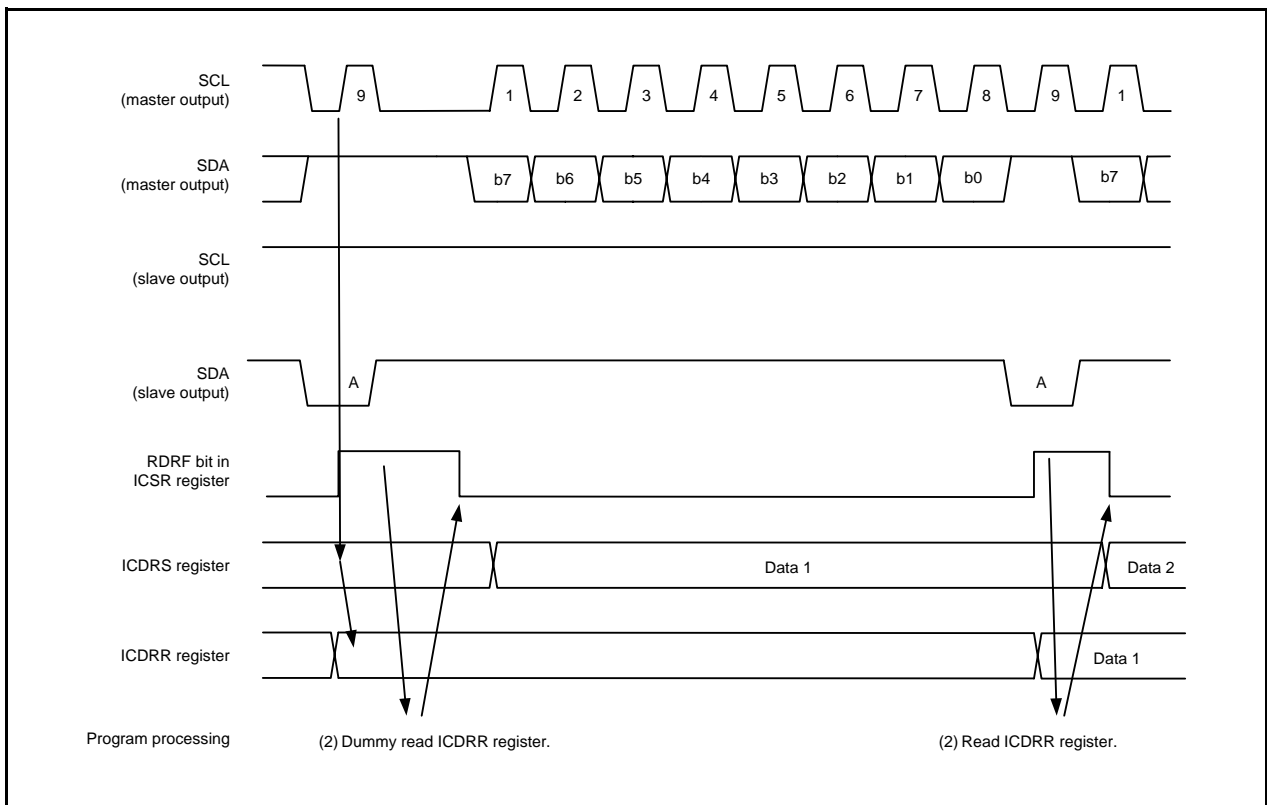 SCL
(master output)
9 1 2 3 4 5 6 7 8 9 1
SDA
(master output)
b7 b6 b5 b4 b3 b2 b1 b0 b7
SCL
(slave output)
SDA
(slave output)
A A
RDRF bit in
ICSR register
ICDRS register
Data 1 Data 2
ICDRR register
Data 1
Program processing
(2) Dummy read ICDRR register. (2) Read ICDRR register.